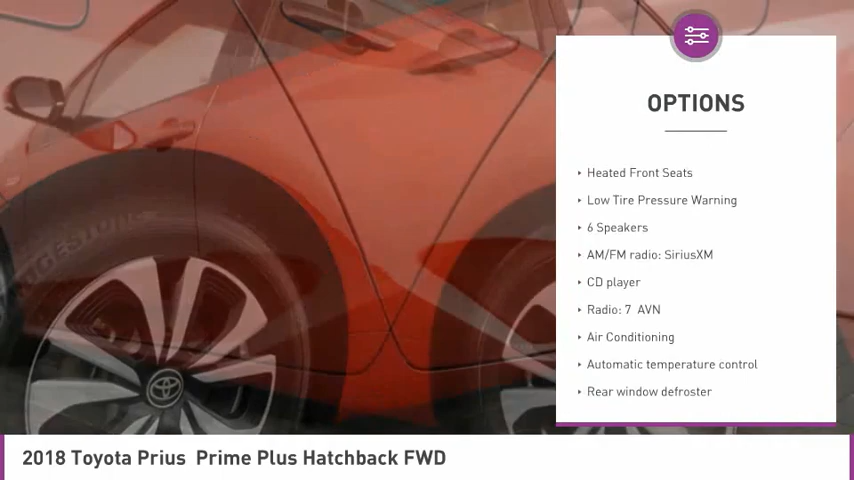 OPTIONS
‣ Heated Front Seats
‣ Low Tire Pressure Warning
‣ 6 Speakers
‣ AM/FM radio: SiriusXM
‣ CD player
‣ Radio: 7 AVN
‣ Air Conditioning
‣ Automatic temperature control
‣ Rear window defroster
2018 Toyota Prius Prime Plus Hatchback FWD